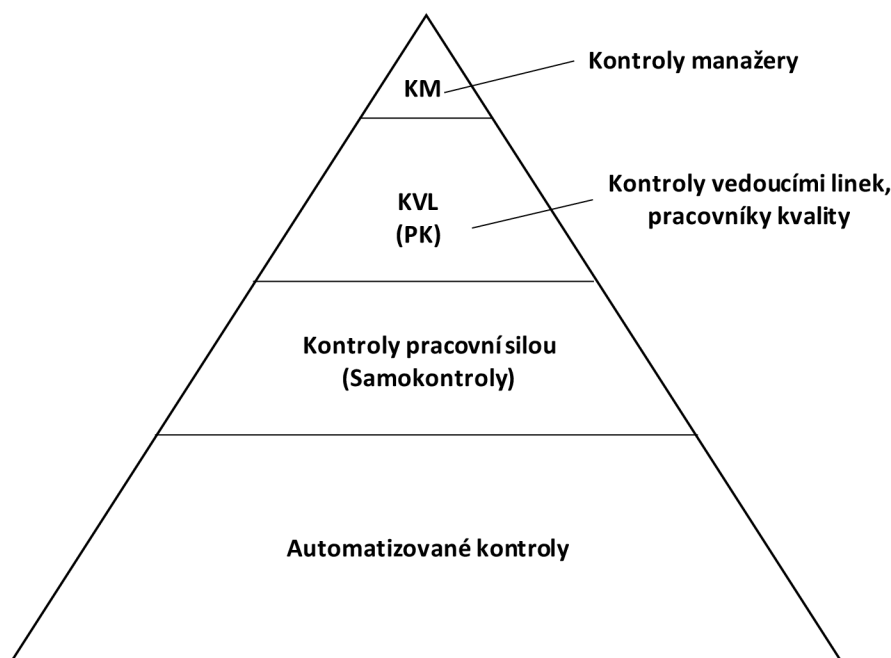 KM
Kontroly manažery
KVL
(PK)
Kontroly vedoucími linek,
pracovníky kvality
Kontroly pracovní silou
(Samokontroly)
Automatizované kontroly